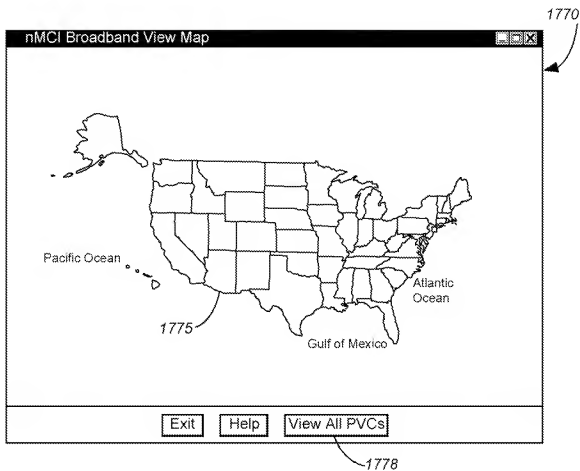 1770
nMCI Broadband View Map
Pacific Ocean
Atlantic
Ocean
1775
Gulf of Mexico
Exit Help View All PVCs
1778